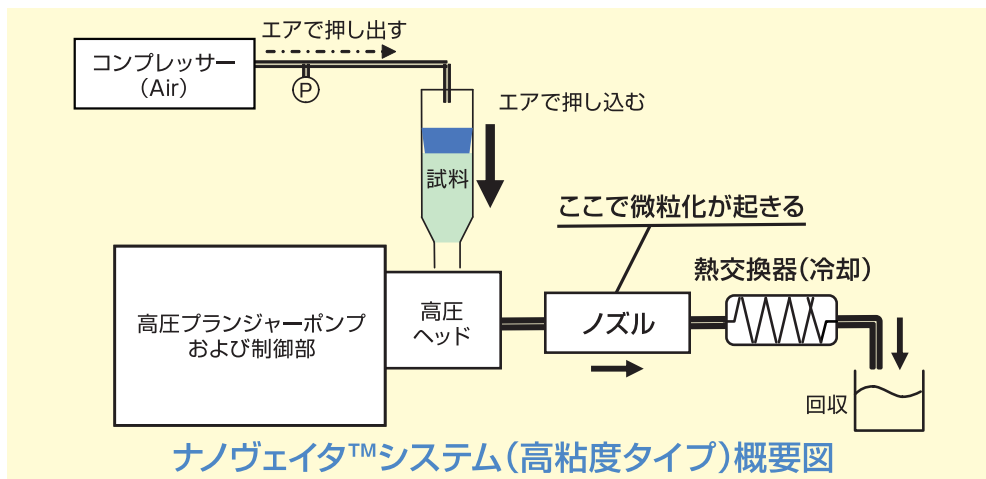 エアで押し出す
コンプレッサー
（Air）
P
エアで押し込む
試料
ここで微粒化が起きる
熱交換器（冷却）
高圧プランジャーポンプ
および制御部
高圧
ヘッド
ノズル
回収
ナノヴェイタ™システム（高粘度タイプ）概要図